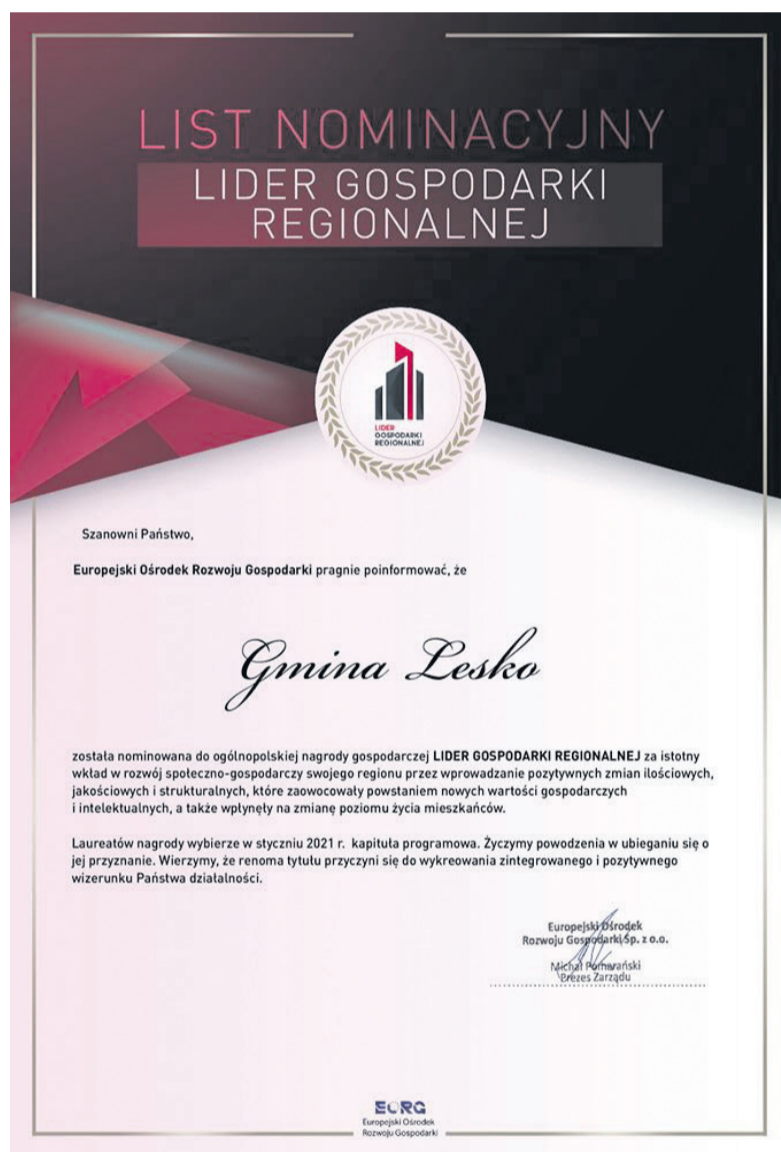 LIST NOMINACYJNY
LIDER GOSPODARKI
REGIONALNEJ
LIDER
GOSPODARKI
REGIONALNEJ
Szanowni Państwo,
Europejski Ośrodek Rozwoju Gospodarki pragnie poinformować, że
Gmina Lesko
została nominowana do ogólnopolskiej nagrody gospodarczej LIDER GOSPODARKI REGIONALNEJ za istotny
wkład w rozwój społeczno-gospodarczy swojego regionu przez wprowadzanie pozytywnych zmian ilościowych,
jakościowych i strukturalnych, które zaowocowały powstaniem nowych wartości gospodarczych
i intelektualnych, a także wpłynęły na zmianę poziomu życia mieszkańców.
Laureatów nagrody wybierze w styczniu 2021 r. kapituła programowa. Życzymy powodzenia w ubieganiu się o
jej przyznanie. Wierzymy, że renoma tytułu przyczyni się do wykreowania zintegrowanego i pozytywnego
wizerunku Państwa działalności.
Europejski Ośrodek
Rozwoju Gospodarki Sp. z o.o.
Michał Pomarański
Prezes Zarządu
EORG
Europejski Ośrodek
Rozwoju Gospodarki